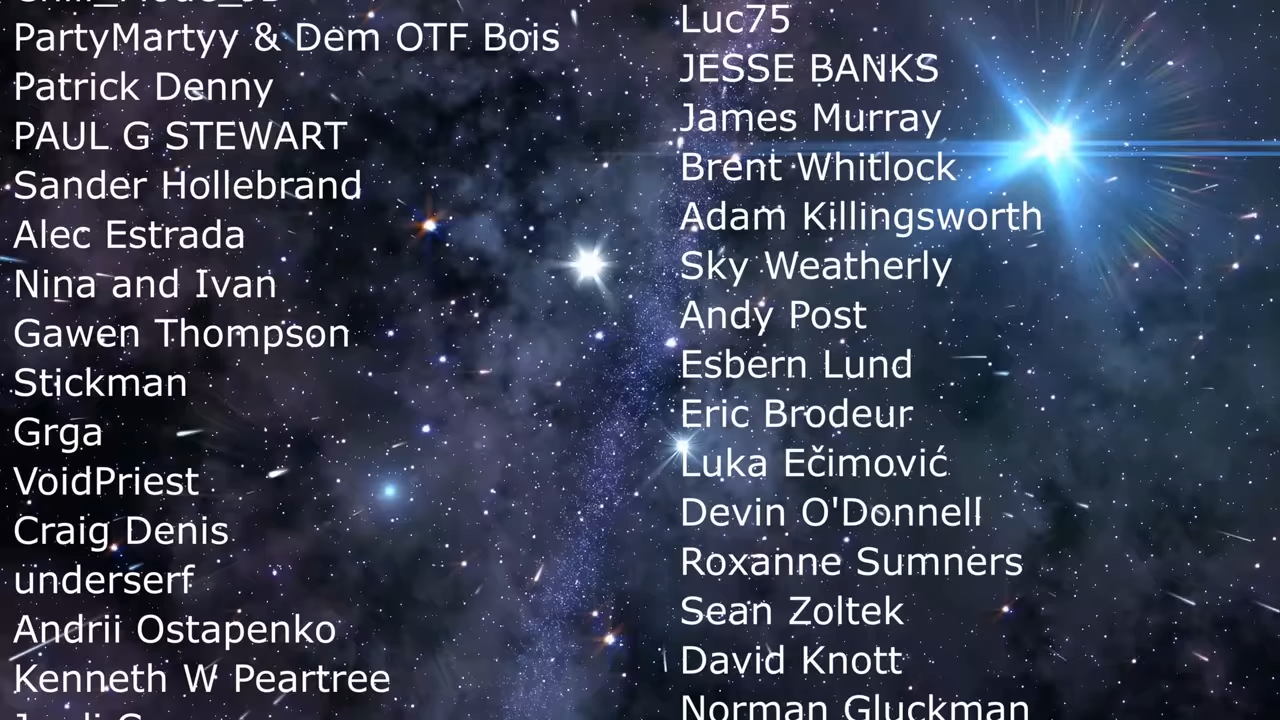 PartyMartyy & Dem OTF Bois
Patrick Denny
PAUL G STEWART
Sander Hollebrand
Alec Estrada
Nina and Ivan
Gawen Thompson
Stickman
Grga
VoidPriest
Craig Denis
underserf
Andrii Ostapenko
Kenneth W Peartree
Luc75
JESSE BANKS
James Murray
Brent Whitlock
Adam Killingsworth
Sky Weatherly
Andy Post
Esbern Lund
Eric Brodeur
Luka Ečimović
Devin O'Donnell
Roxanne Sumners
Sean Zoltek
David Knott
Norman Gluckman